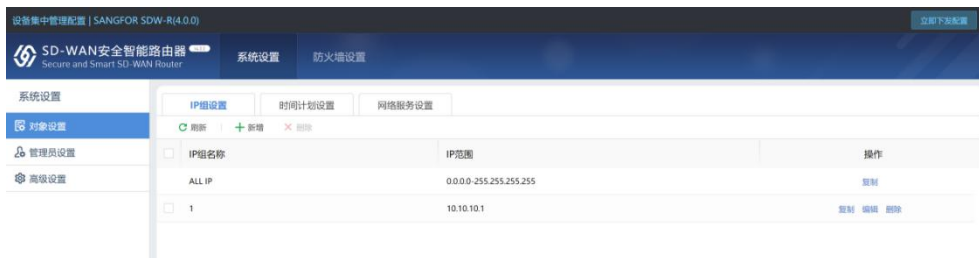 设备集中管理配置 | SANGFOR SDW-R(4.0.0)
立即下发配置
SD-WAN安全智能路由器
Secure and Smart SD-WAN Router
系统设置
防火墙设置
系统设置
对象设置
管理员设置
高级设置
IP组设置
时间计划设置
网络服务设置
刷新
新增
删除
IP组名称
IP范围
操作
ALL IP
0.0.0.0-255.255.255.255
复制
1
10.10.10.1
复制 编辑 删除